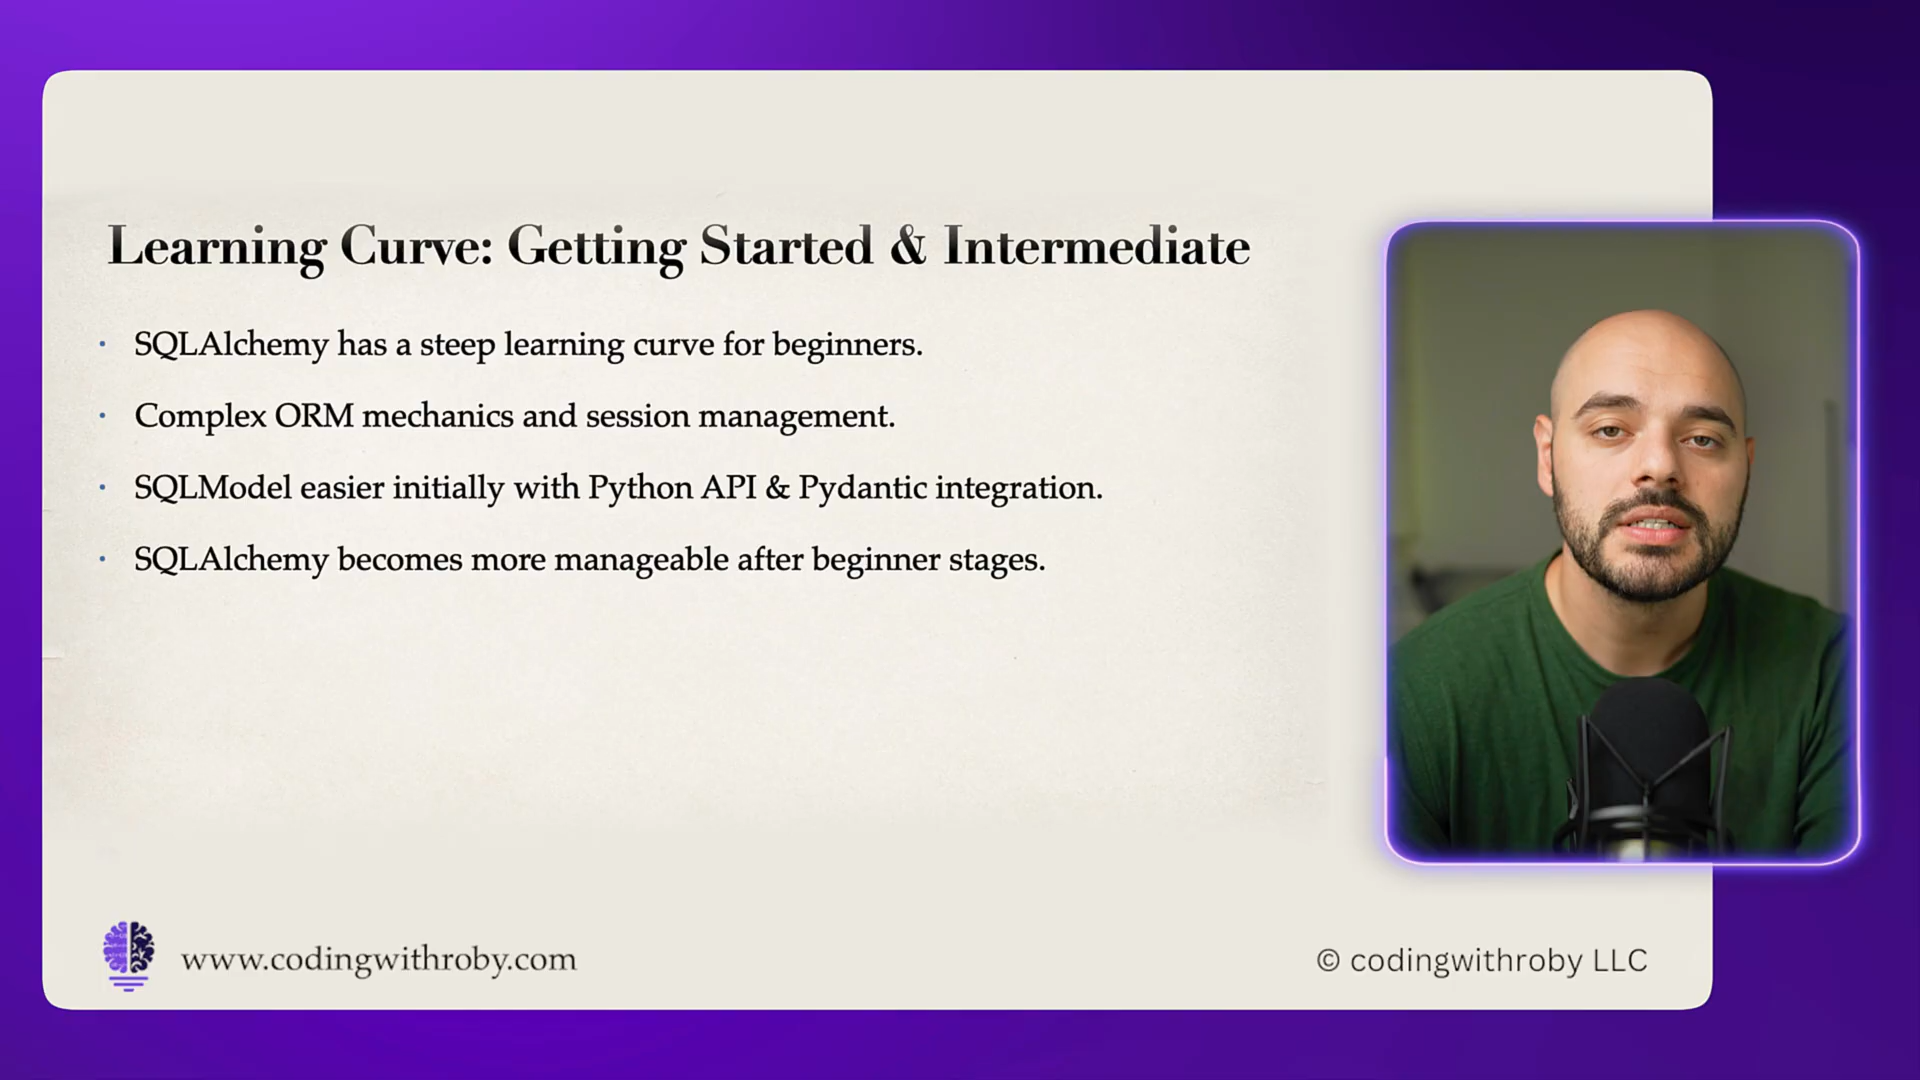 Learning Curve: Getting Started & Intermediate
· SQLAlchemy has a steep learning curve for beginners.
· Complex ORM mechanics and session management.
· SQLModel easier initially with Python API & Pydantic integration.
· SQLAlchemy becomes more manageable after beginner stages.
www.codingwithroby.com
© codingwithroby LLC